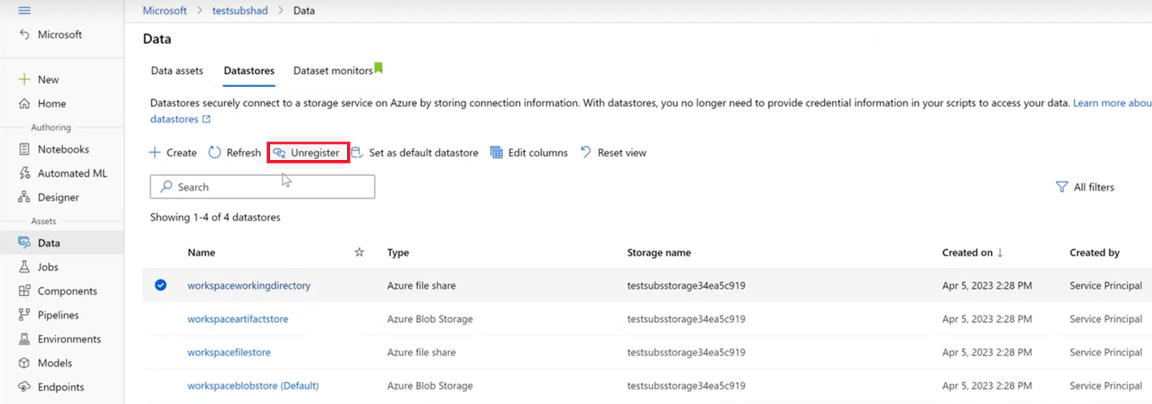 Microsoft > testsubshad > Data
Microsoft
Data
Data assets Datastores Dataset monitors
New
Home
Authoring
Notebooks
Automated ML
Designer
Assets
Data
Jobs
Components
Pipelines
Environments
Models
Endpoints
Datastores securely connect to a storage service on Azure by storing connection information. With datastores, you no longer need to provide credential information in your scripts to access your data. Learn more abou
datastores
Create Refresh Unregister Set as default datastore Edit columns Reset view
Search
All filters
Showing 1-4 of 4 datastores
Name Type Storage name Created on ↓ Created by
workspaceworkingdirectory Azure file share testsubsstorage34ea5c919 Apr 5, 2023 2:28 PM Service Principal
workspaceartifactstore Azure Blob Storage testsubsstorage34ea5c919 Apr 5, 2023 2:28 PM Service Principal
workspacefilestore Azure file share testsubsstorage34ea5c919 Apr 5, 2023 2:28 PM Service Principal
workspaceblobstore (Default) Azure Blob Storage testsubsstorage34ea5c919 Apr 5, 2023 2:28 PM Service Principal